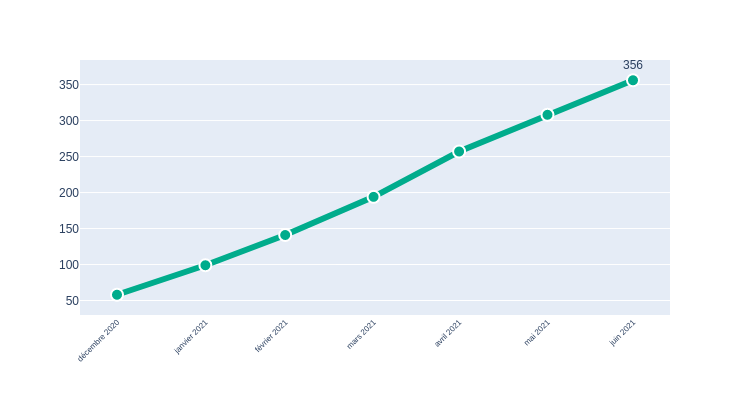 356
350
300
250
200
150
100
50
décembre 2020
janvier 2021
février 2021
mars 2021
avril 2021
mai 2021
juin 2021